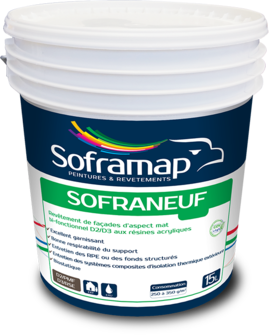 Soframap
PEINTURES & REVETEMENTS
SOFRANEUF
Revêtement de façades d'aspect mat
bi-fonctionnel D2/D3 aux résines acryliques
✓ Excellent garnissant
✓ Bonne respirabilité du support
✓ Entretien des RPE ou des fonds structurés
✓ Entretien des systèmes composites d'isolation thermique extérieure
Consommation
250 à 350 g/m²
15L